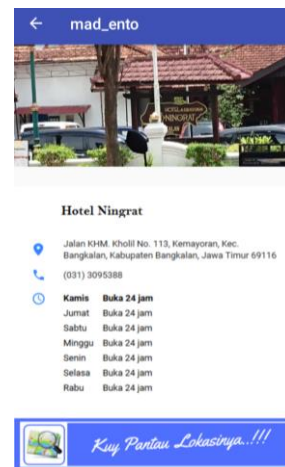 mad_ento
NINGRAT
Hotel Ningrat
Jalan KHM. Kholil No. 113, Kemayoran, Kec.
Bangkalan, Kabupaten Bangkalan, Jawa Timur 69116
(031) 3095388
Kamis Buka 24 jam
Jumat Buka 24 jam
Sabtu Buka 24 jam
Minggu Buka 24 jam
Senin Buka 24 jam
Selasa Buka 24 jam
Rabu Buka 24 jam
Kuy Pantau Lokasinya..!!!